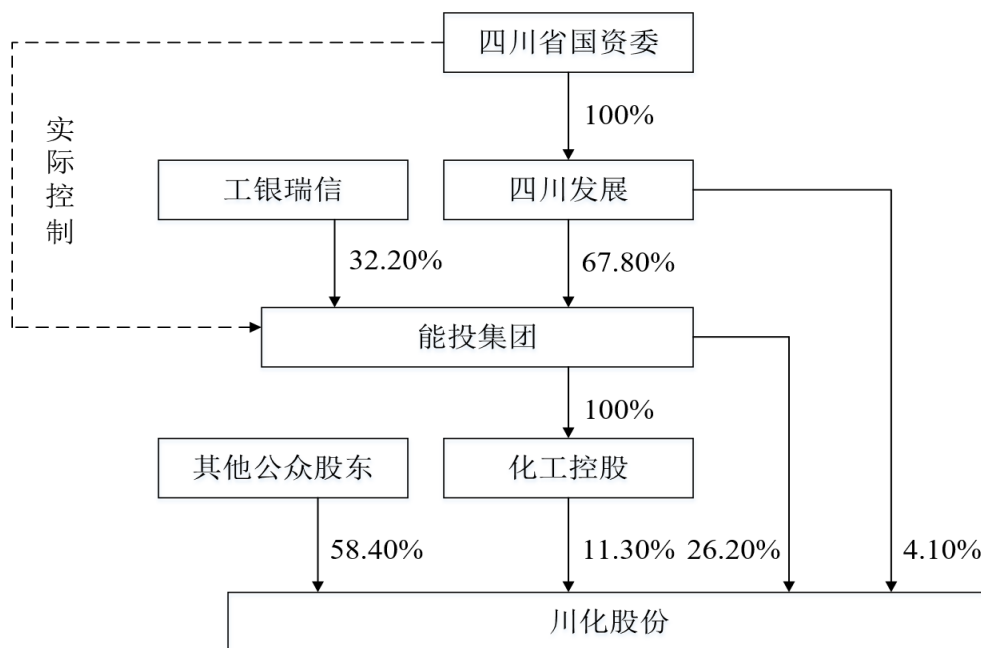 四川省国资委
100%
实际控制
工银瑞信
四川发展
32.20%
67.80%
能投集团
100%
其他公众股东
化工控股
58.40%
11.30%
26.20%
4.10%
川化股份